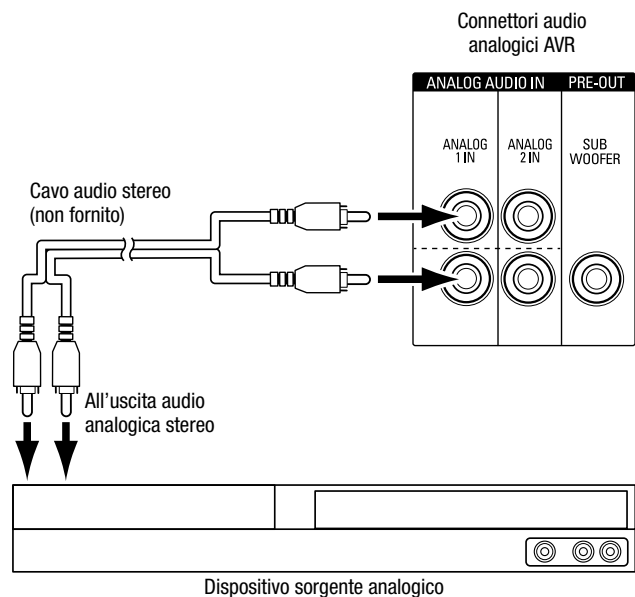 Connettori audio
analogici AVR
ANALOG AUDIO IN
PRE-OUT
ANALOG
1 IN
ANALOG
2 IN
SUB
WOOFER
Cavo audio stereo
(non fornito)
All'uscita audio
analogica stereo
Dispositivo sorgente analogico